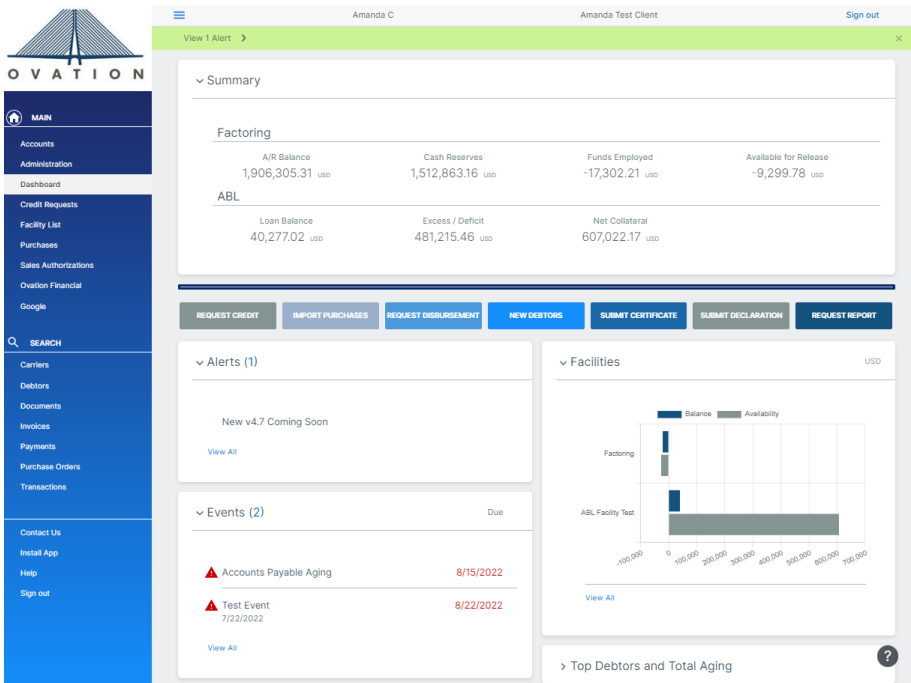 OVATION
MAIN
Accounts
Administration
Dashboard
Credit Requests
Facility List
Purchases
Sales Authorizations
Ovation Financial
Google
SEARCH
Carriers
Debtors
Documents
Invoices
Payments
Purchase Orders
Transactions
Contact Us
Install App
Help
Sign out
Amanda C Amanda Test Client Sign out
View 1 Alert
Summary
Factoring
A/R Balance Cash Reserves Funds Employed Available for Release
1,906,305.31 USD 1,512,863.16 USD -17,302.21 USD -9,299.78 USD
ABL
Loan Balance Excess / Deficit Net Collateral
40,277.02 USD 481,215.46 USD 607,022.17 USD
REQUEST CREDIT IMPORT PURCHASES REQUEST DISBURSEMENT NEW DEBTORS SUBMIT CERTIFICATE SUBMIT DECLARATION REQUEST REPORT
Alerts (1)
New v4.7 Coming Soon
View All
Events (2) Due
Accounts Payable Aging 8/15/2022
Test Event 8/22/2022
7/22/2022
View All
Facilities USD
Balance Availability
Factoring
ABL Facility Test
-100,000 0 100,000 200,000 300,000 400,000 500,000 600,000 700,000
View All
Top Debtors and Total Aging
?